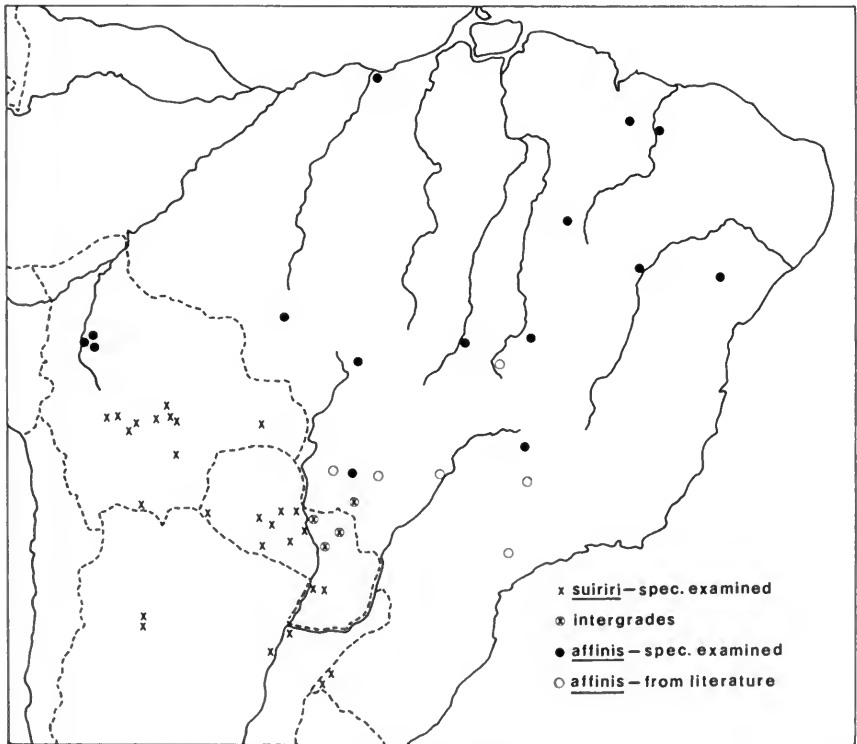 x suiriri—spec. examined
⊗ intergrades
● affinis—spec. examined
○ affinis—from literature